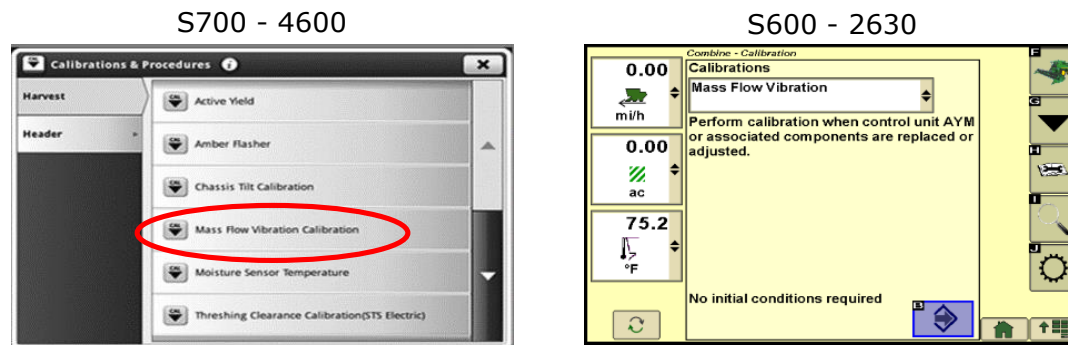 S700 - 4600
Calibrations & Procedures i
Harvest
Header
Active Yield
Amber Flasher
Chassis Tilt Calibration
Mass Flow Vibration Calibration
Moisture Sensor Temperature
Threshing Clearance Calibration(STS Electric)
S600 - 2630
Combine - Calibration
0.00
mi/h
0.00
ac
75.2
°F
Calibrations
Mass Flow Vibration
Perform calibration when control unit AYM
or associated components are replaced or
adjusted.
No initial conditions required
F
G
H
I
J